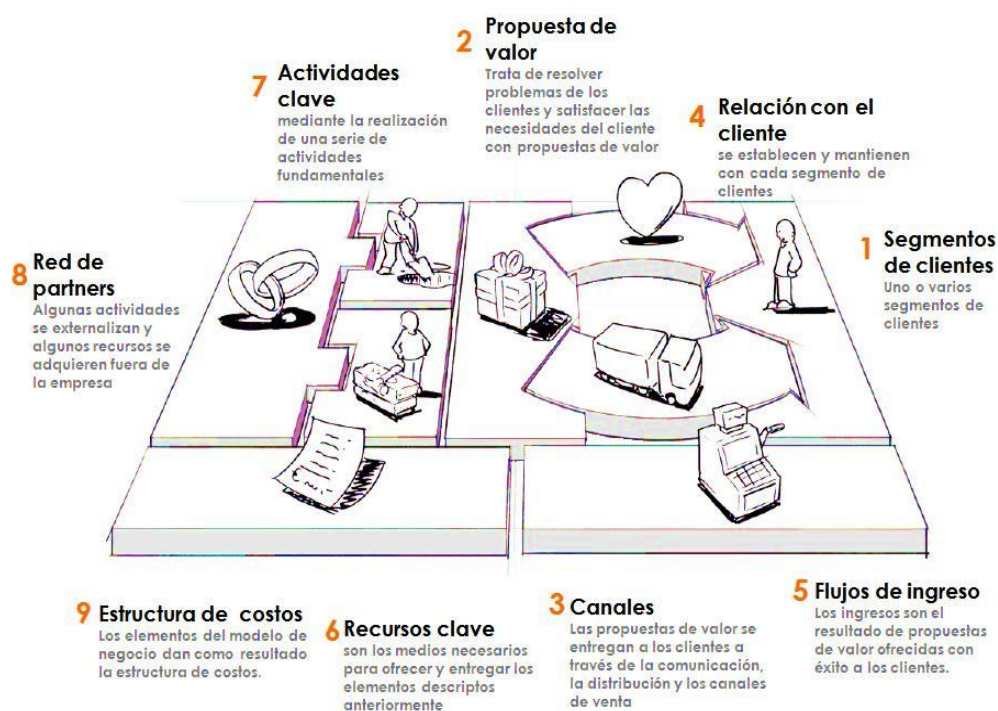 2 Propuesta de
valor
Trata de resolver
problemas de los
clientes y satisfacer las
necesidades del cliente
con propuestas de valor
7 Actividades
clave
mediante la realización
de una serie de
actividades
fundamentales
4 Relación con el
cliente
se establecen y mantienen
con cada segmento de
clientes
1 Segmentos
de clientes
Uno o varios
segmentos de
clientes
8 Red de
partners
Algunas actividades
se externalizan y
algunos recursos se
adquieren fuera de
la empresa
9 Estructura de costos
Los elementos del modelo de
negocio dan como resultado
la estructura de costos.
6 Recursos clave
son los medios necesarios
para ofrecer y entregar los
elementos descriptos
anteriormente
3 Canales
Las propuestas de valor se
entregan a los clientes a
través de la comunicación,
la distribución y los canales
de venta
5 Flujos de ingreso
Los ingresos son el
resultado de propuestas
de valor ofrecidas con
éxito a los clientes.